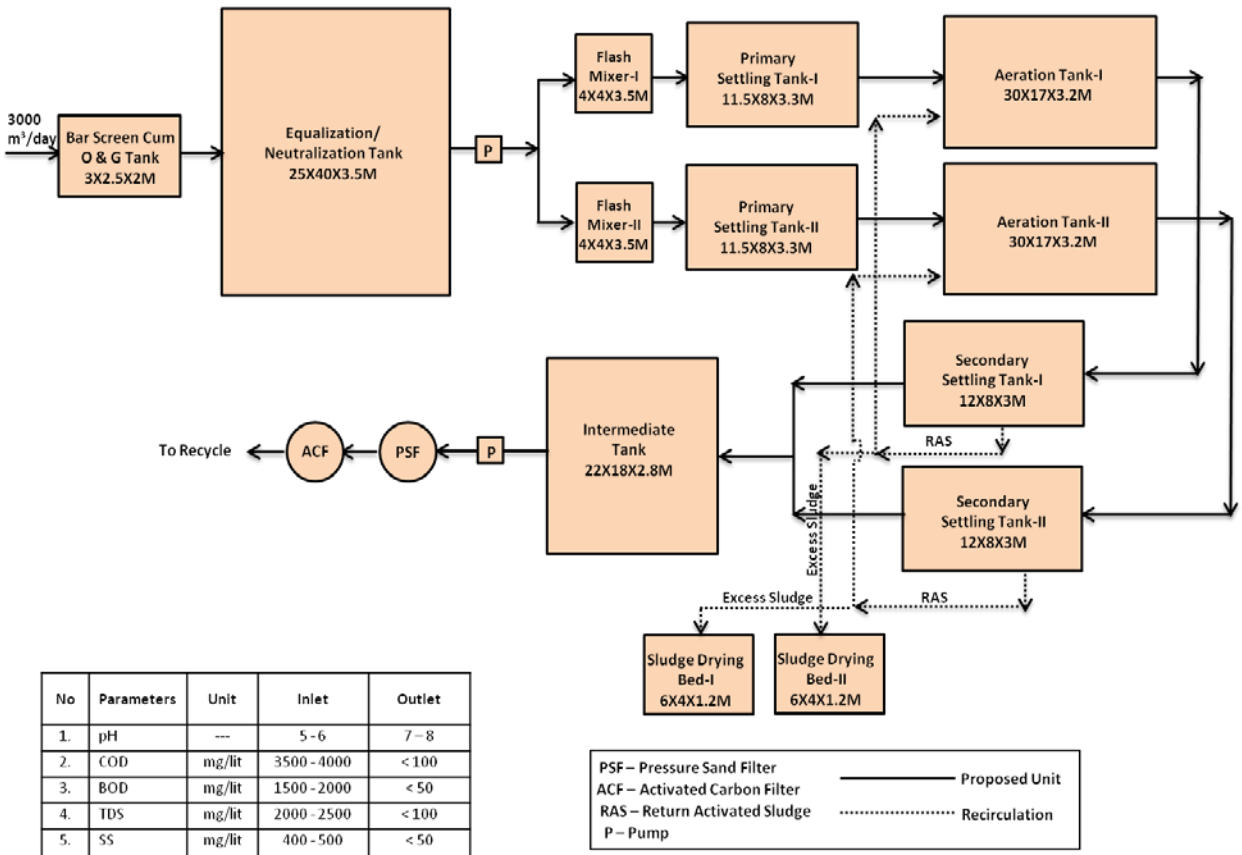 3000
m³/day
Bar Screen Cum
O & G Tank
3X2.5X2M
Equalization/
Neutralization Tank
25X40X3.5M
P
Flash
Mixer-I
4X4X3.5M
Primary
Settling Tank-I
11.5X8X3.3M
Aeration Tank-I
30X17X3.2M
Flash
Mixer-II
4X4X3.5M
Primary
Settling Tank-II
11.5X8X3.3M
Aeration Tank-II
30X17X3.2M
Secondary
Settling Tank-I
12X8X3M
RAS
Secondary
Settling Tank-II
12X8X3M
RAS
Intermediate
Tank
22X18X2.8M
P
PSF
ACF
To Recycle
Excess Sludge
Excess Sludge
Sludge Drying
Bed-I
6X4X1.2M
Sludge Drying
Bed-II
6X4X1.2M
No Parameters Unit Inlet Outlet
1. pH --- 5 - 6 7 – 8
2. COD mg/lit 3500 - 4000 < 100
3. BOD mg/lit 1500 - 2000 < 50
4. TDS mg/lit 2000 - 2500 < 100
5. SS mg/lit 400 - 500 < 50
PSF – Pressure Sand Filter
ACF – Activated Carbon Filter
RAS – Return Activated Sludge
P – Pump
Proposed Unit
Recirculation